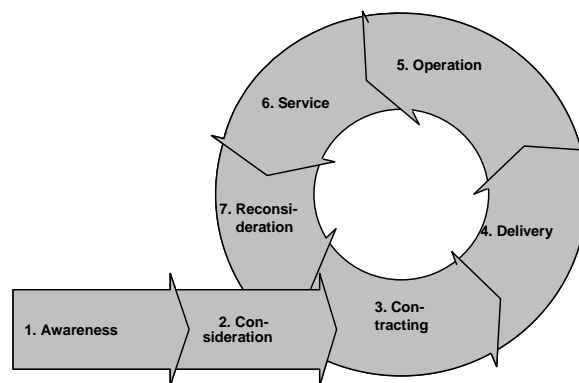 1. Awareness
2. Con-
sideration
3. Con-
tracting
4. Delivery
5. Operation
6. Service
7. Reconsi-
deration